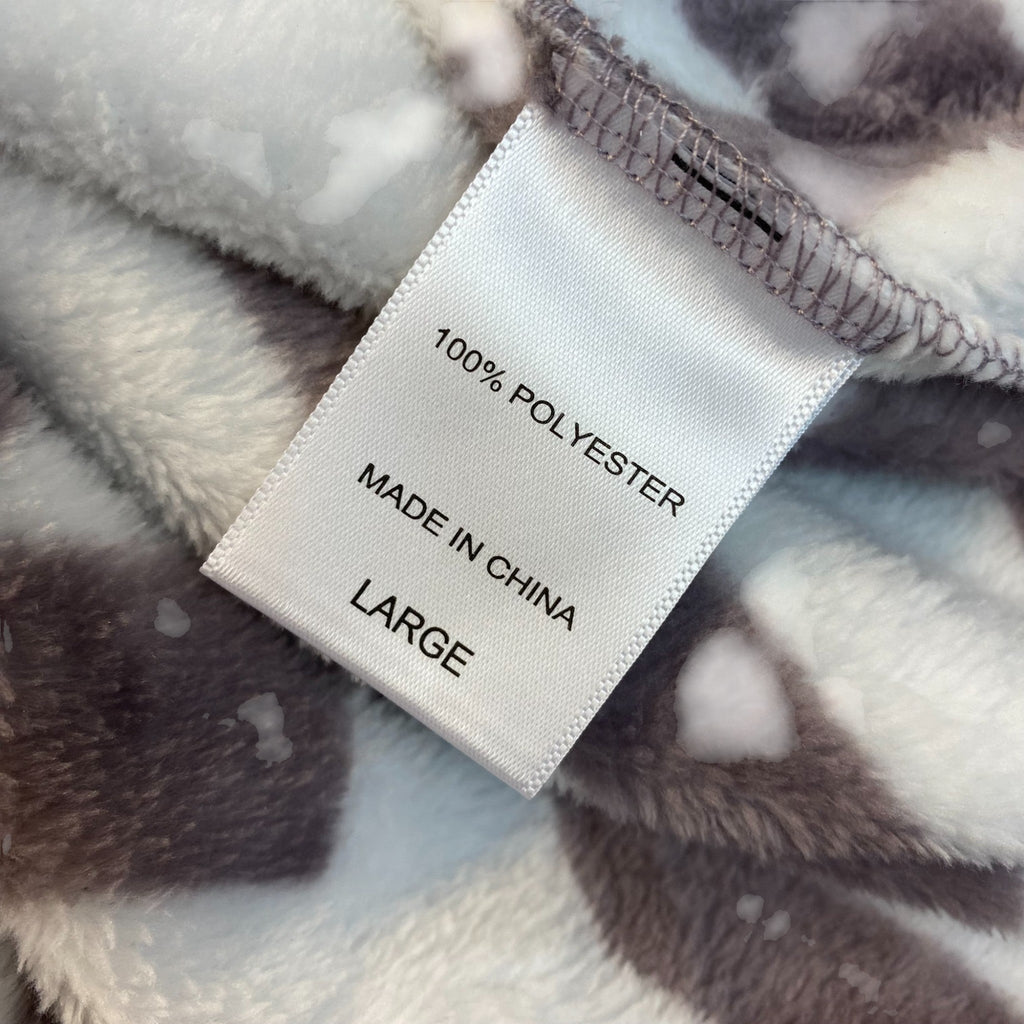 100% POLYESTER
MADE IN CHINA
LARGE